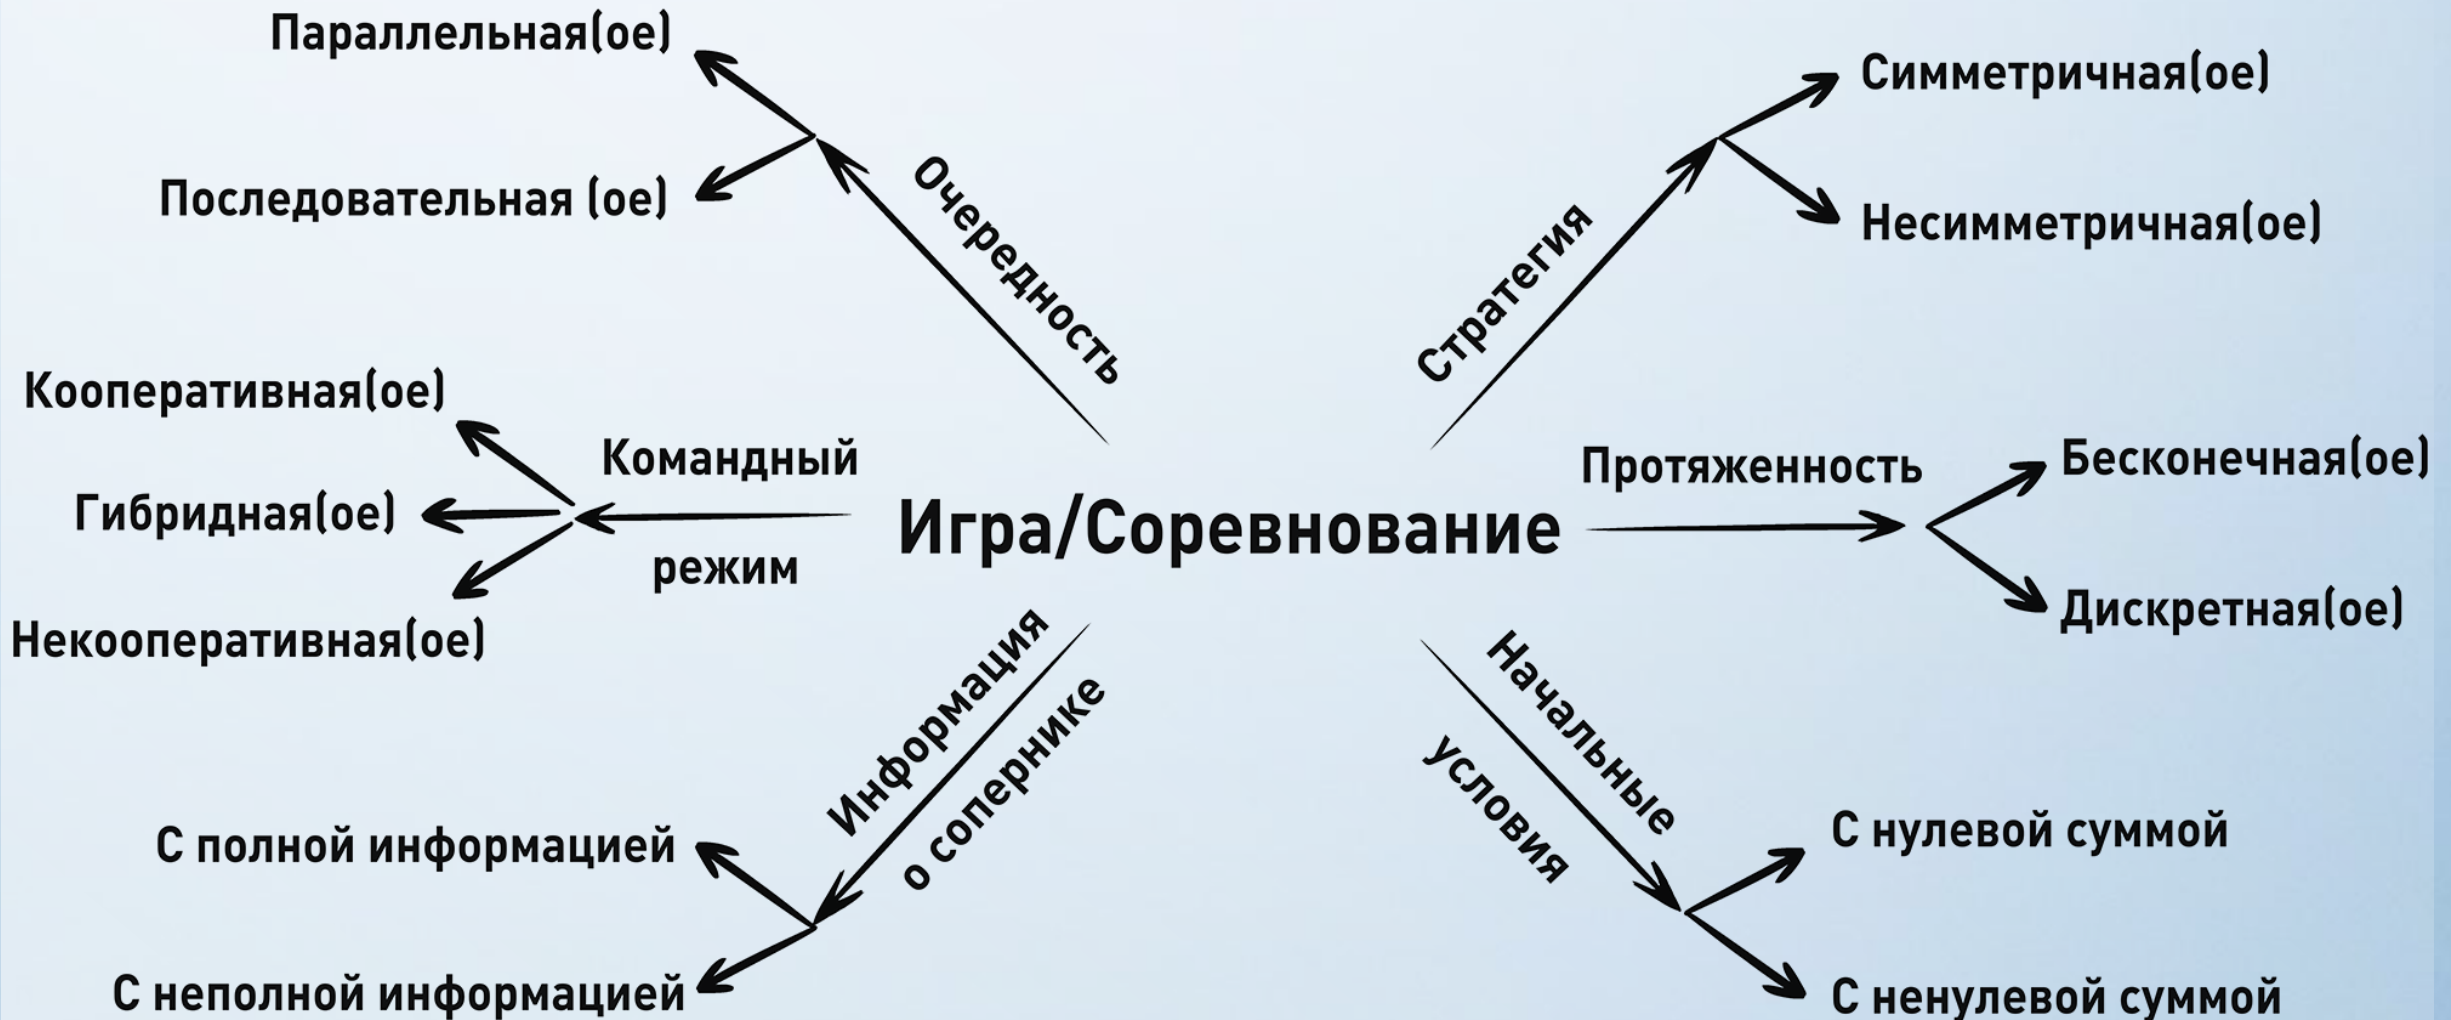 Параллельная(ое)
Последовательная (ое)
Очередность
Симметричная(ое)
Несимметричная(ое)
Стратегия
Кооперативная(ое)
Гибридная(ое)
Некооперативная(ое)
Командный
режим
Игра/Соревнование
Протяженность
Бесконечная(ое)
Дискретная(ое)
Информация
о сопернике
С полной информацией
С неполной информацией
Начальные
условия
С нулевой суммой
С ненулевой суммой